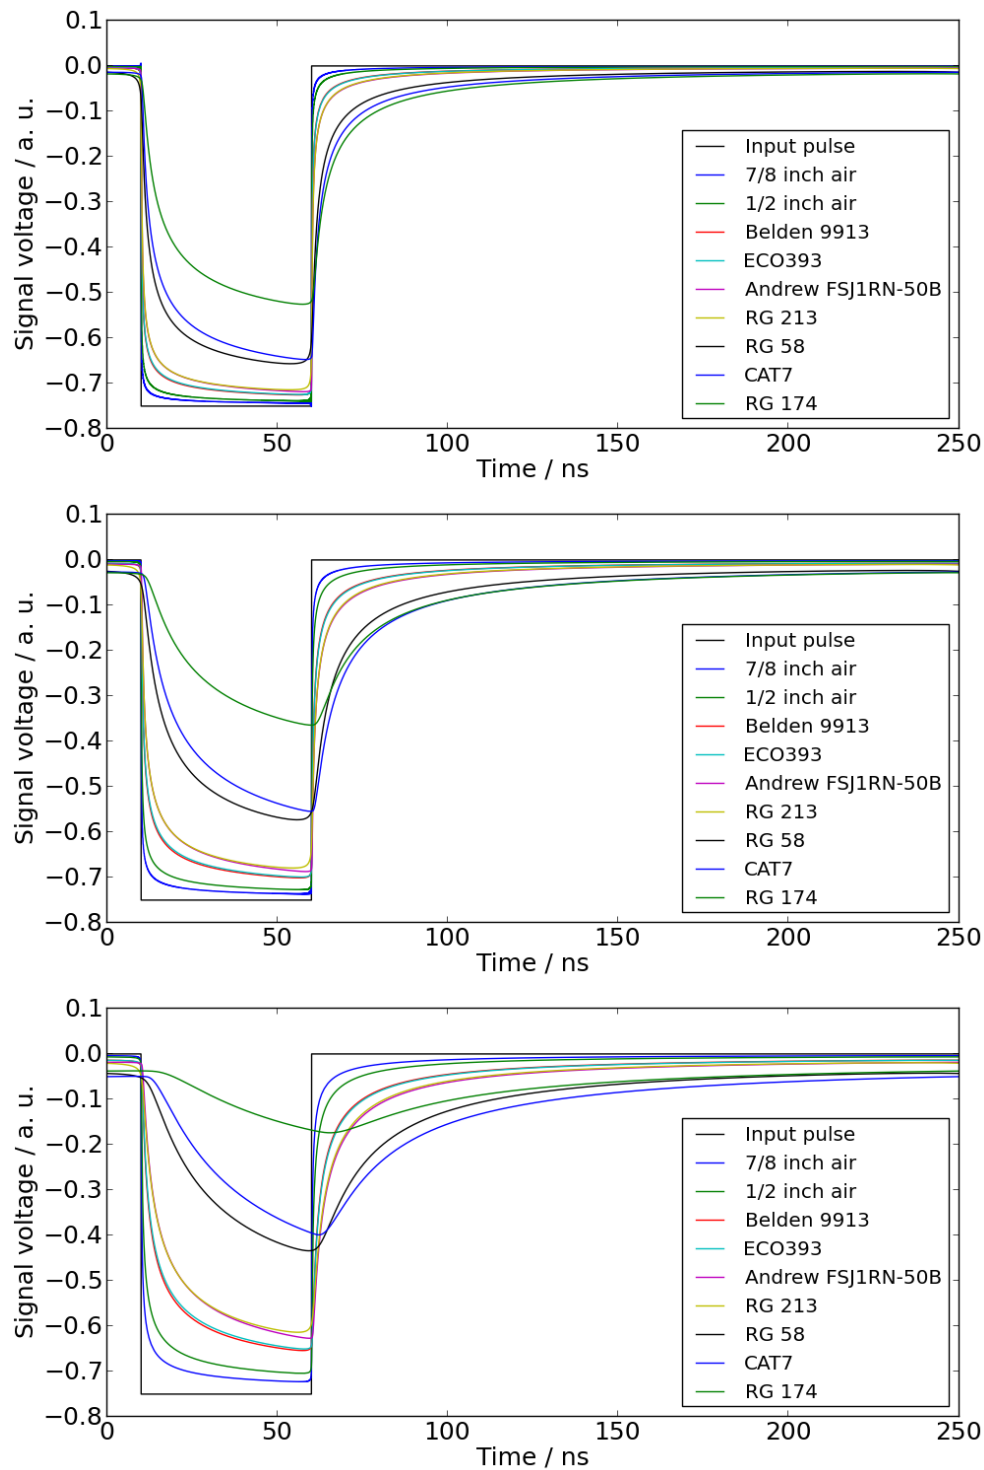 0.1
0.0
−0.1
−0.2
−0.3
−0.4
−0.5
−0.6
−0.7
−0.8
Signal voltage / a. u.
0 50 100 150 200 250
Time / ns
Input pulse
7/8 inch air
1/2 inch air
Belden 9913
ECO393
Andrew FSJ1RN-50B
RG 213
RG 58
CAT7
RG 174
0.1
0.0
−0.1
−0.2
−0.3
−0.4
−0.5
−0.6
−0.7
−0.8
Signal voltage / a. u.
0 50 100 150 200 250
Time / ns
Input pulse
7/8 inch air
1/2 inch air
Belden 9913
ECO393
Andrew FSJ1RN-50B
RG 213
RG 58
CAT7
RG 174
0.1
0.0
−0.1
−0.2
−0.3
−0.4
−0.5
−0.6
−0.7
−0.8
Signal voltage / a. u.
0 50 100 150 200 250
Time / ns
Input pulse
7/8 inch air
1/2 inch air
Belden 9913
ECO393
Andrew FSJ1RN-50B
RG 213
RG 58
CAT7
RG 174